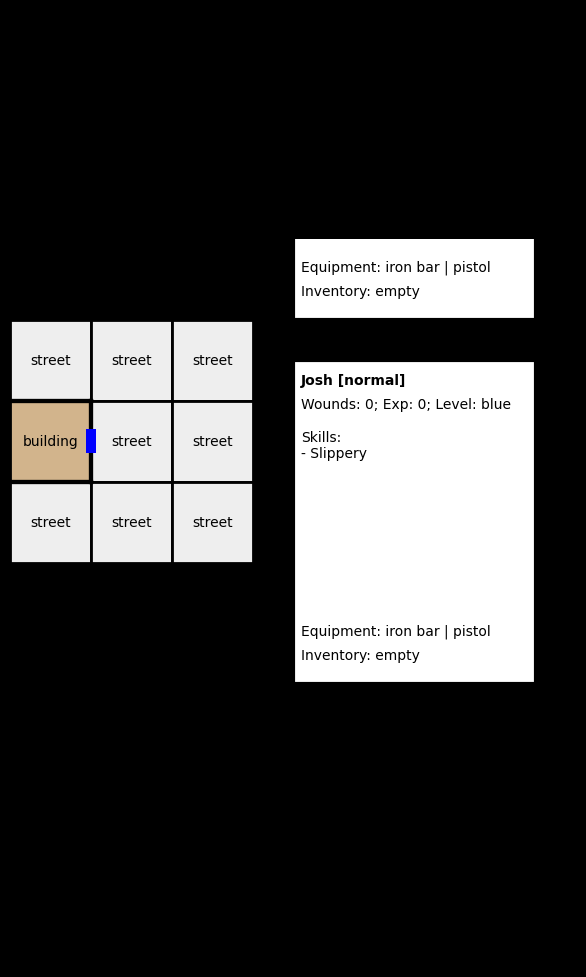 street street street
building street street
street street street
Equipment: iron bar | pistol
Inventory: empty
Josh [normal]
Wounds: 0; Exp: 0; Level: blue
Skills:
- Slippery
Equipment: iron bar | pistol
Inventory: empty